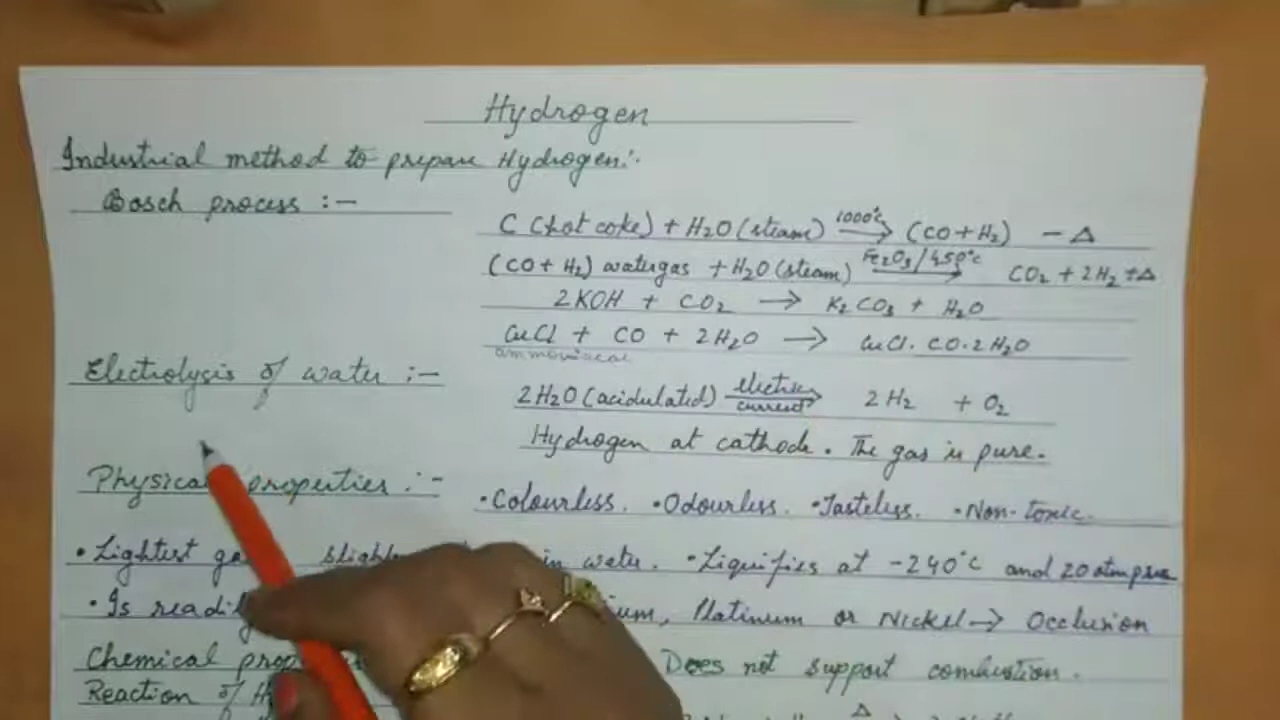 Hydrogen
Industrial method to prepare Hydrogen:-
Bosch process :-
C (hot coke) + H2O (steam) 1000°c → (CO + H2) - Δ
(CO + H2) watergas + H2O (steam) Fe2O3/450°c → CO2 + 2H2 + Δ
2KOH + CO2 → K2CO3 + H2O
CuCl + CO + 2H2O → CuCl. CO. 2H2O
ammoniacal
Electrolysis of water :-
2H2O (acidulated) electric current → 2H2 + O2
Hydrogen at cathode. The gas is pure.
Physical properties :-
• Colourless. • Odourless. • Tasteless. • Non-toxic.
• Lightest in water. • Liquifies at -240°C and 20 atm
• Is Platinum or Nickel → Occlusion
Chemical Does not support combustion.
Reaction of
Δ